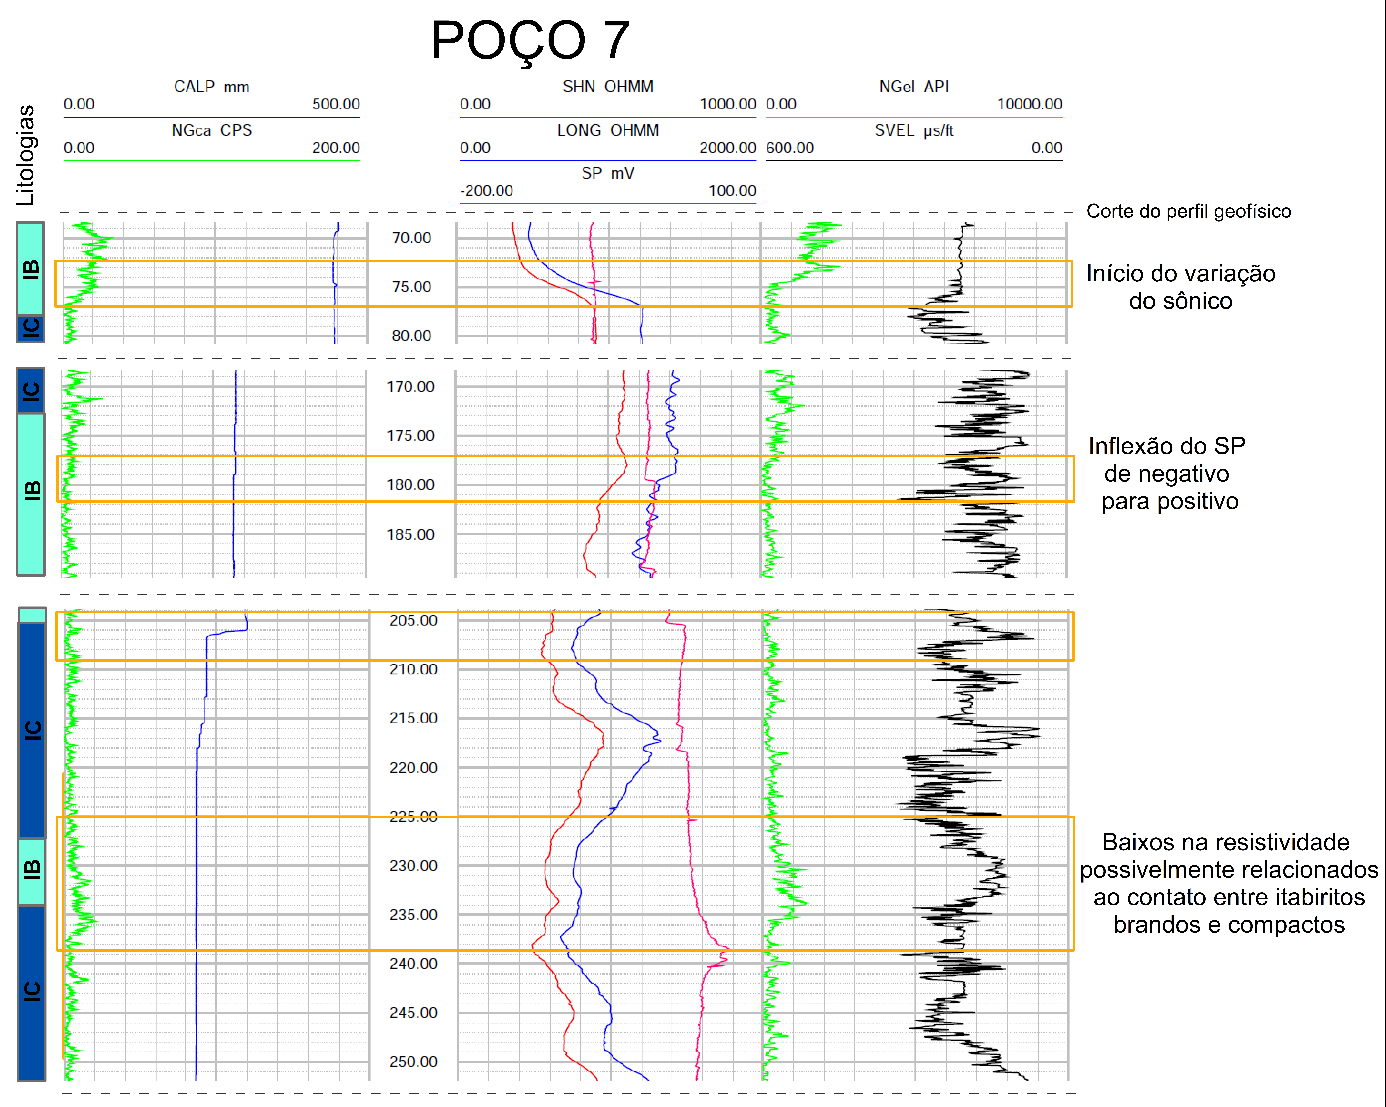 POÇO 7
Litologias
CALP mm
0.00 500.00
NGca CPS
0.00 200.00
SHN OHMM
0.00 1000.00
LONG OHMM
0.00 2000.00
SP mV
-200.00 100.00
NGel API
0.00 10000.00
SVEL µs/ft
600.00 0.00
Corte do perfil geofísico
IB
IC
70.00
75.00
80.00
Início do variação
do sônico
IC
IB
170.00
175.00
180.00
185.00
Inflexão do SP
de negativo
para positivo
IC
IB
IC
205.00
210.00
215.00
220.00
225.00
230.00
235.00
240.00
245.00
250.00
Baixos na resistividade
possivelmente relacionados
ao contato entre itabiritos
brandos e compactos